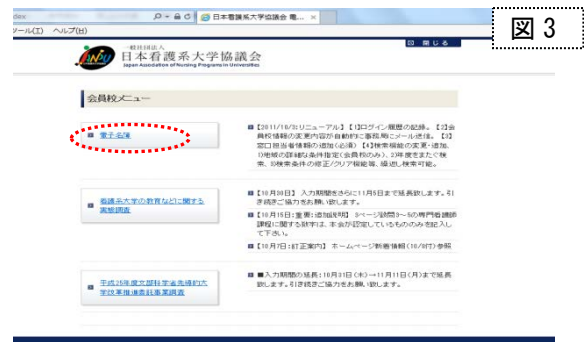 dex
日本看護系大学協議会 電...
ツール(T) ヘルプ(H)
図 3
閉じる
一般社団法人
日本看護系大学協議会
Japan Association of Nursing Programs in Universities
会員校メニュー
電子名簿
【2011/10/3:リニューアル】【1】ログイン履歴の記録。【2】会
員校情報の変更内容が自動的に事務局にメール送信。【3】
窓口担当者情報の追加(必須)【4】検索機能の変更・追加、
1)地域の詳細な条件指定(会員校のみ)、2)年度をまたぐ検
索、3)検索条件の修正/クリア機能等、繰返し検索可能。
看護系大学の教育などに関する
実態調査
【10月30日】 入力期間をさらに11月5日まで延長致します。引
き続きご協力をお願い致します。
【10月15日:重要:追加説明】 5ページ設問3~5の専門看護師
課程に関する数字は、本会が認定しているもののみを記入し
て下さい。
【10月7日:訂正案内】 ホームページ新着情報(10/8付)参照
平成25年度文部科学省先導的大
学改革推進委託事業調査
■入力期間の延長:10月31日(木)→11月11日(月)まで延長
致します。引き続きご協力をお願い致します。